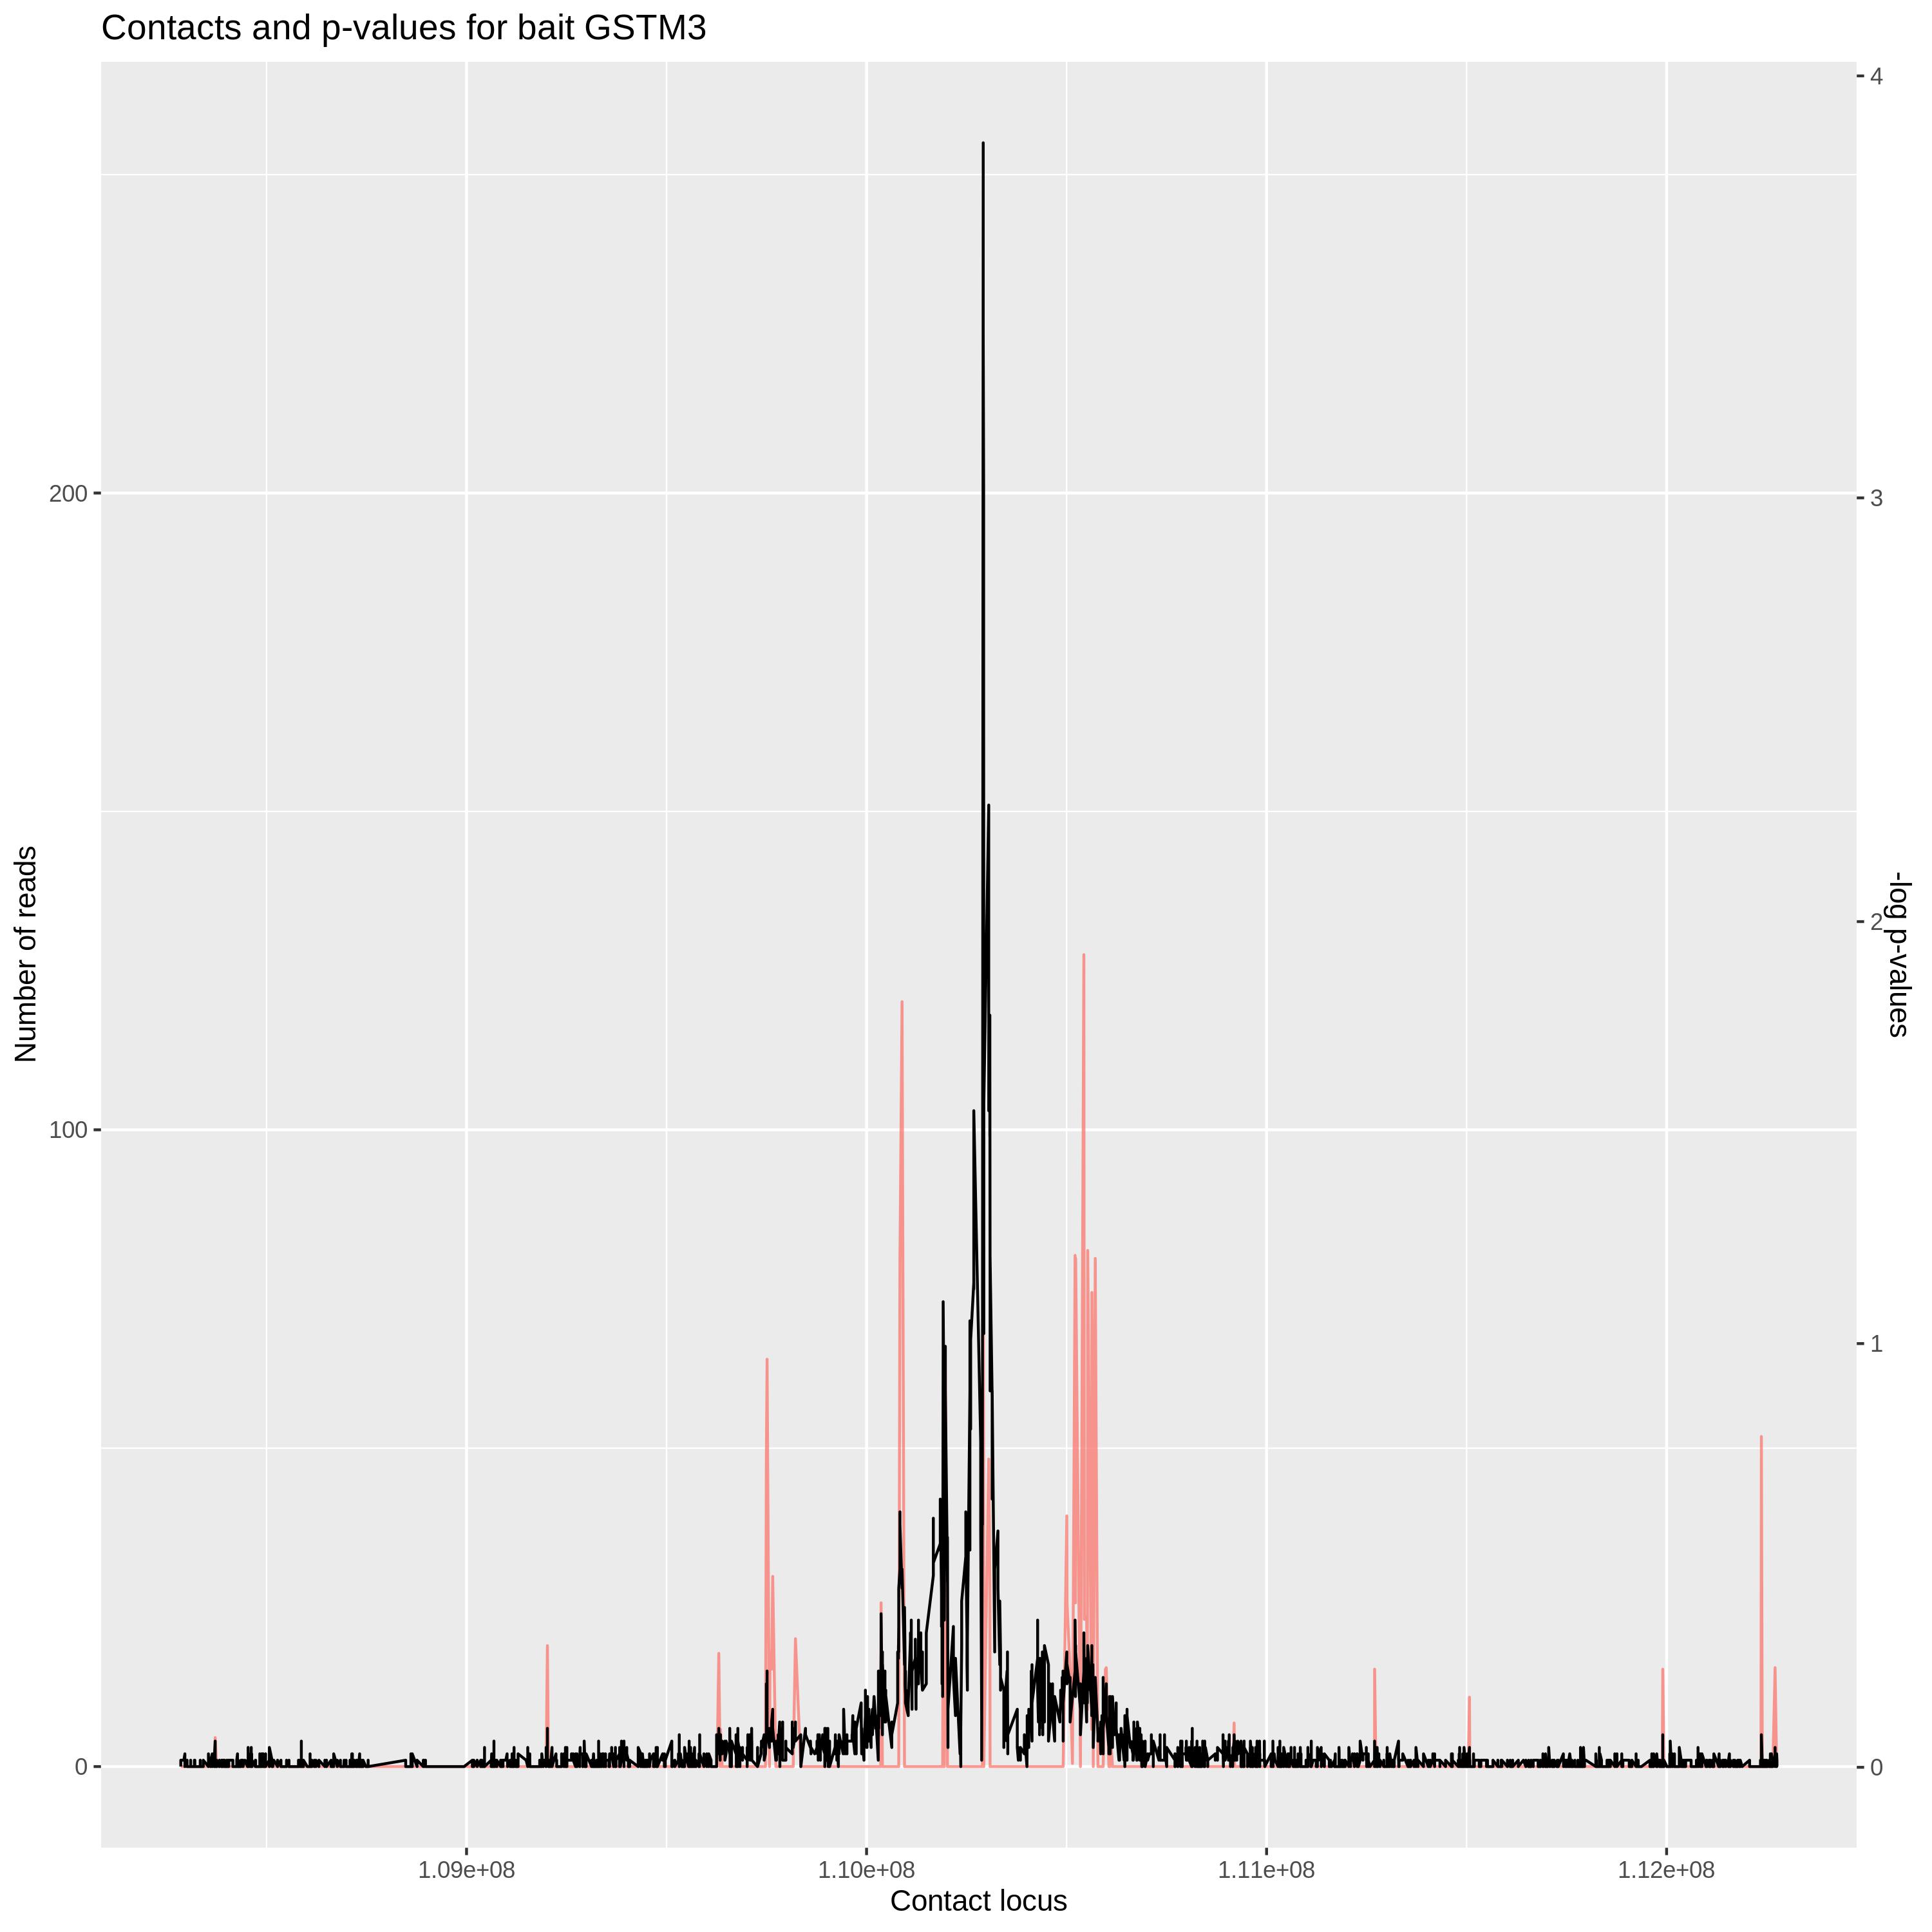 Contacts and p-values for bait GSTM3
Number of reads
200
100
0
4
3
2
1
0
-log p-values
1.09e+08
1.10e+08
1.11e+08
1.12e+08
Contact locus